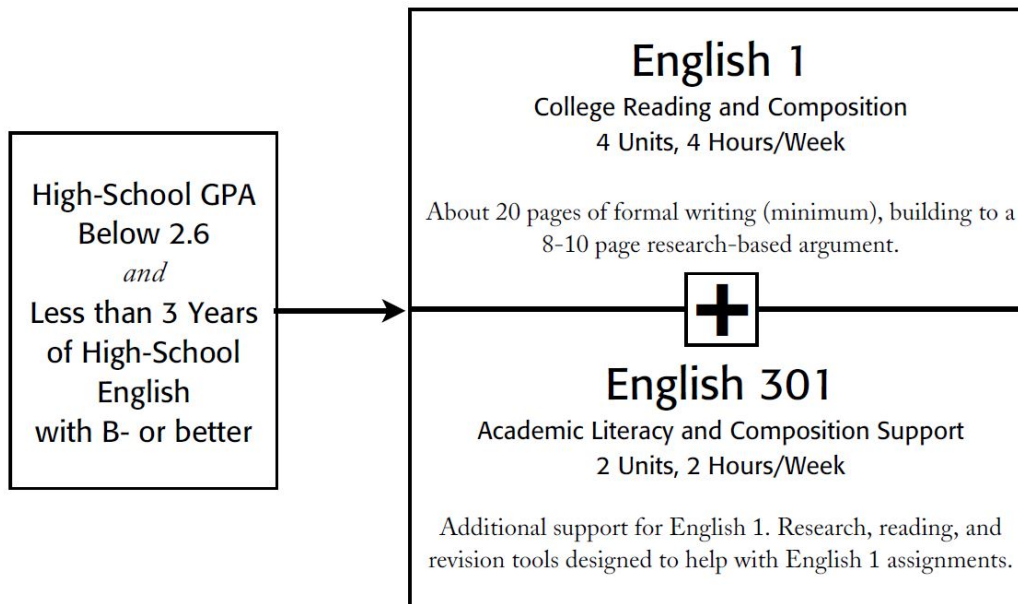 High-School GPA
Below 2.6
and
Less than 3 Years
of High-School
English
with B- or better
English 1
College Reading and Composition
4 Units, 4 Hours/Week
About 20 pages of formal writing (minimum), building to a
8-10 page research-based argument.
+
English 301
Academic Literacy and Composition Support
2 Units, 2 Hours/Week
Additional support for English 1. Research, reading, and
revision tools designed to help with English 1 assignments.